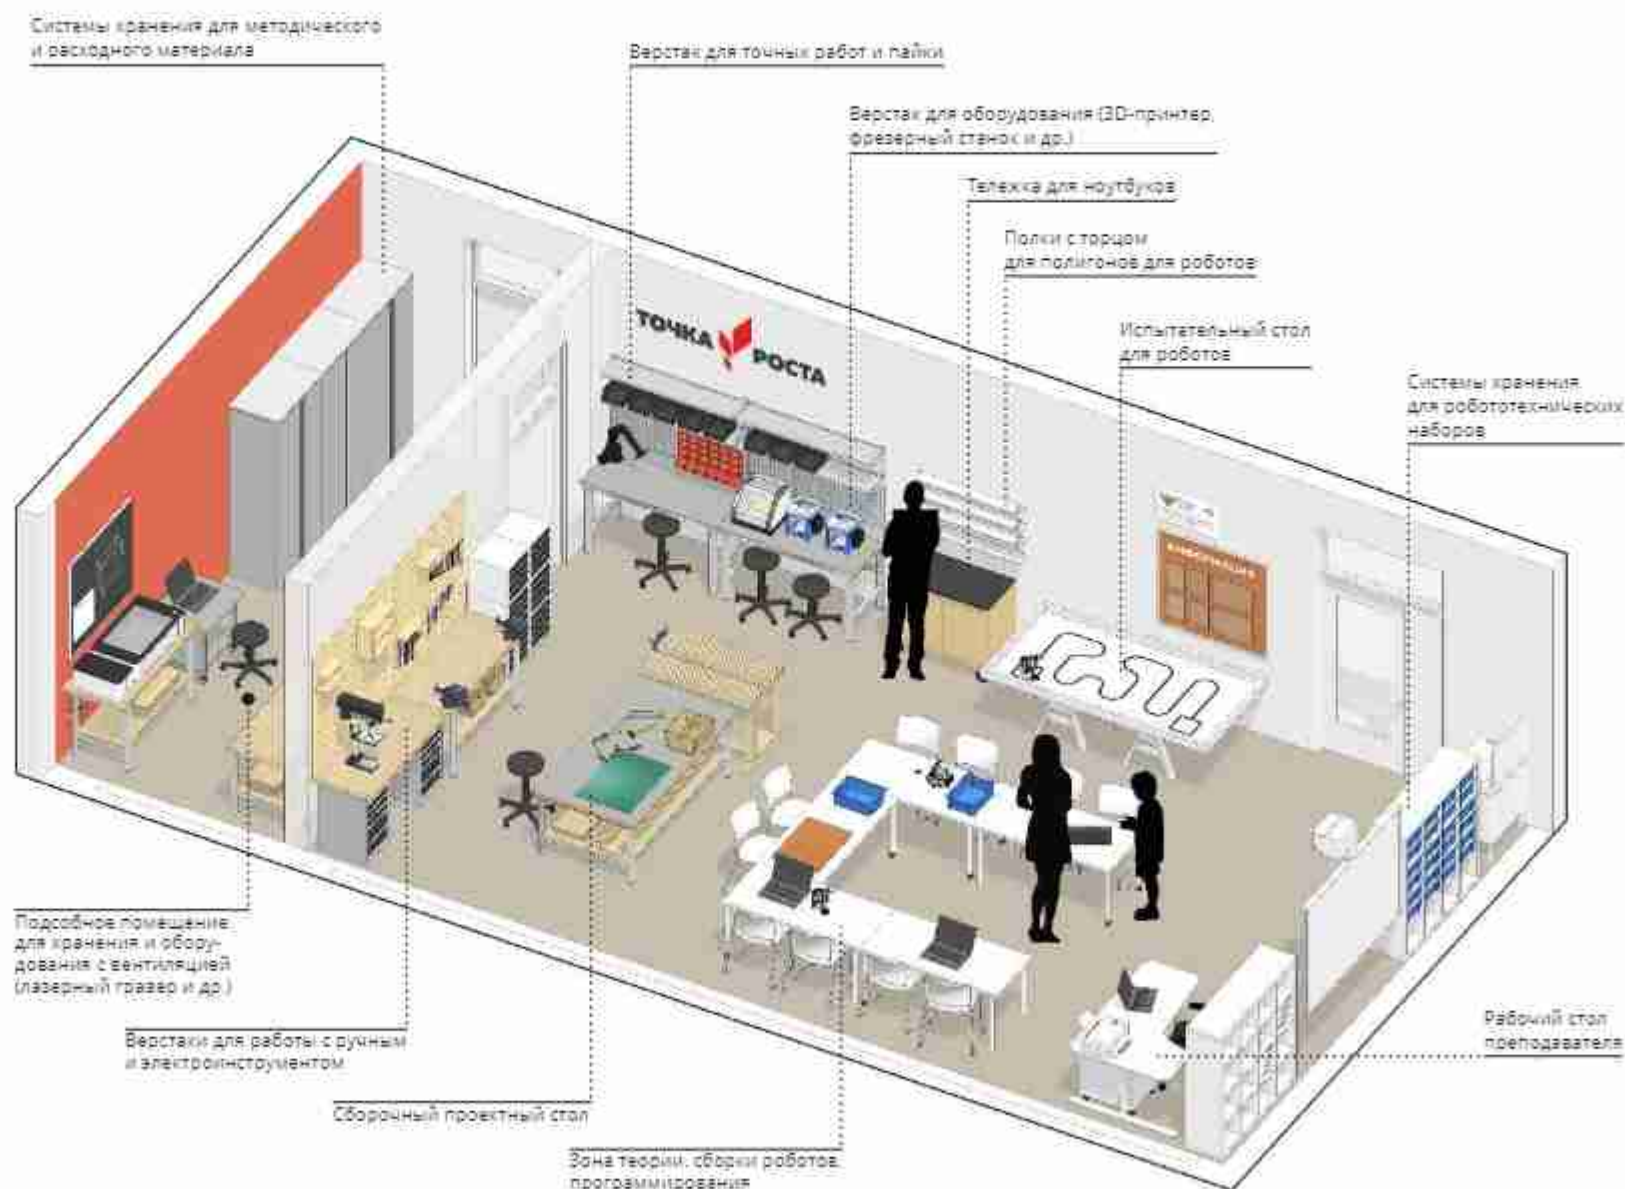 Системы хранения для методического
и расходного материала
Верстак для точных работ и пайки
Верстак для оборудования (3D-принтер,
фрезерный станок и др.)
Тележка для ноутбуков
Полки с торцом
для полигонов для роботов
Испытательный стол
для роботов
Системы хранения
для робототехнических
наборов
ТОЧКА
РОСТА
ИНФОРМАЦИЯ
Подсобное помещение
для хранения и обору-
дования с вентиляцией
(лазерный гравер и др.)
Верстаки для работы с ручным
и электроинструментом
Сборочный проектный стол
Зона теории, сборки роботов,
программирования
Рабочий стол
преподавателя